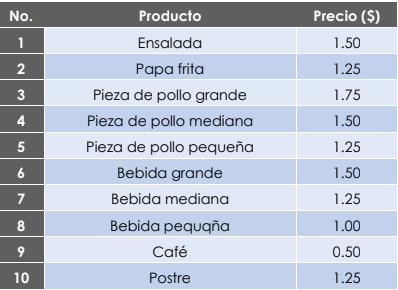 No. Producto Precio ($)
1 Ensalada 1.50
2 Papa frita 1.25
3 Pieza de pollo grande 1.75
4 Pieza de pollo mediana 1.50
5 Pieza de pollo pequeña 1.25
6 Bebida grande 1.50
7 Bebida mediana 1.25
8 Bebida pequqña 1.00
9 Café 0.50
10 Postre 1.25